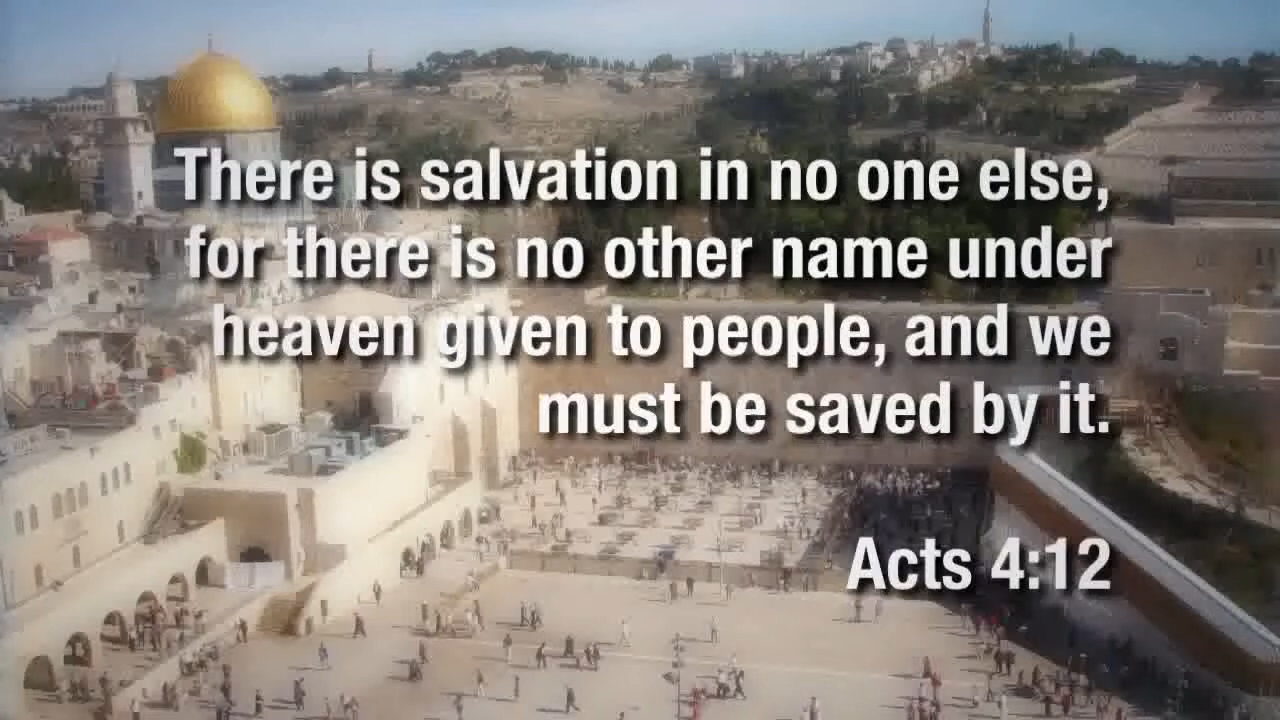 There is salvation in no one else,
for there is no other name under
heaven given to people, and we
must be saved by it.
Acts 4:12